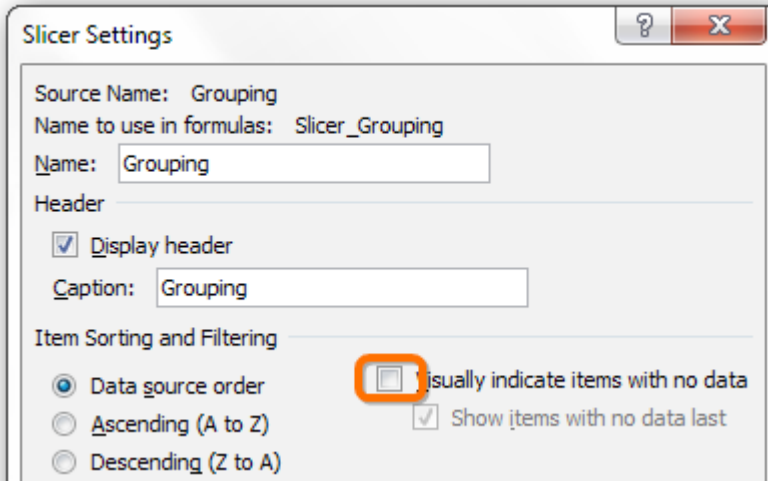 Slicer Settings
Source Name: Grouping
Name to use in formulas: Slicer_Grouping
Name: Grouping
Header
Display header
Caption: Grouping
Item Sorting and Filtering
Data source order
Visually indicate items with no data
Ascending (A to Z)
Show items with no data last
Descending (Z to A)